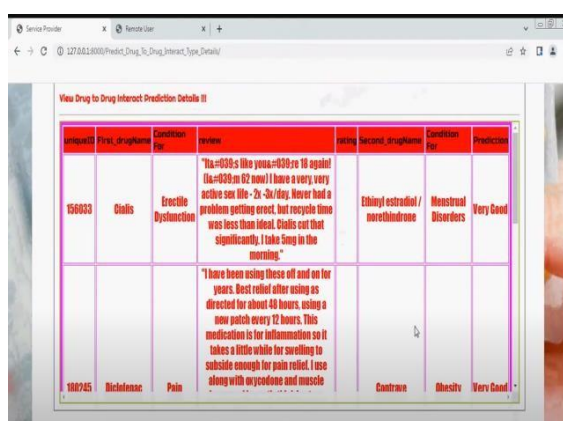 Service Provider
Remote User
127.0.0.1:8000/Predict_Drug_To_Drug_Interact_Type_Details/
View Drug to Drug Interact Prediction Details !!!
uniqueID First_drugName Condition For review rating Second_drugName Condition For Prediction
156033 Cialis Erectile Dysfunction
"It&#039;s like you&#039;re 18 again!
(I&#039;m 62 now) I have a very, very
active sex life - 2x -3x/day. Never had a
problem getting erect, but recycle time
was less than ideal. Cialis cut that
significantly. I take 5mg in the
morning."
Ethinyl estradiol / norethindrone Menstrual Disorders Very Good
"I have been using these off and on for
years. Best relief after using as
directed for about 48 hours, using a
new patch every 12 hours. This
medication is for inflammation so it
takes a little while for swelling to
subside enough for pain relief. I use
along with oxycodone and muscle
180245 Diclofenac Pain Contrave Obesity Very Good